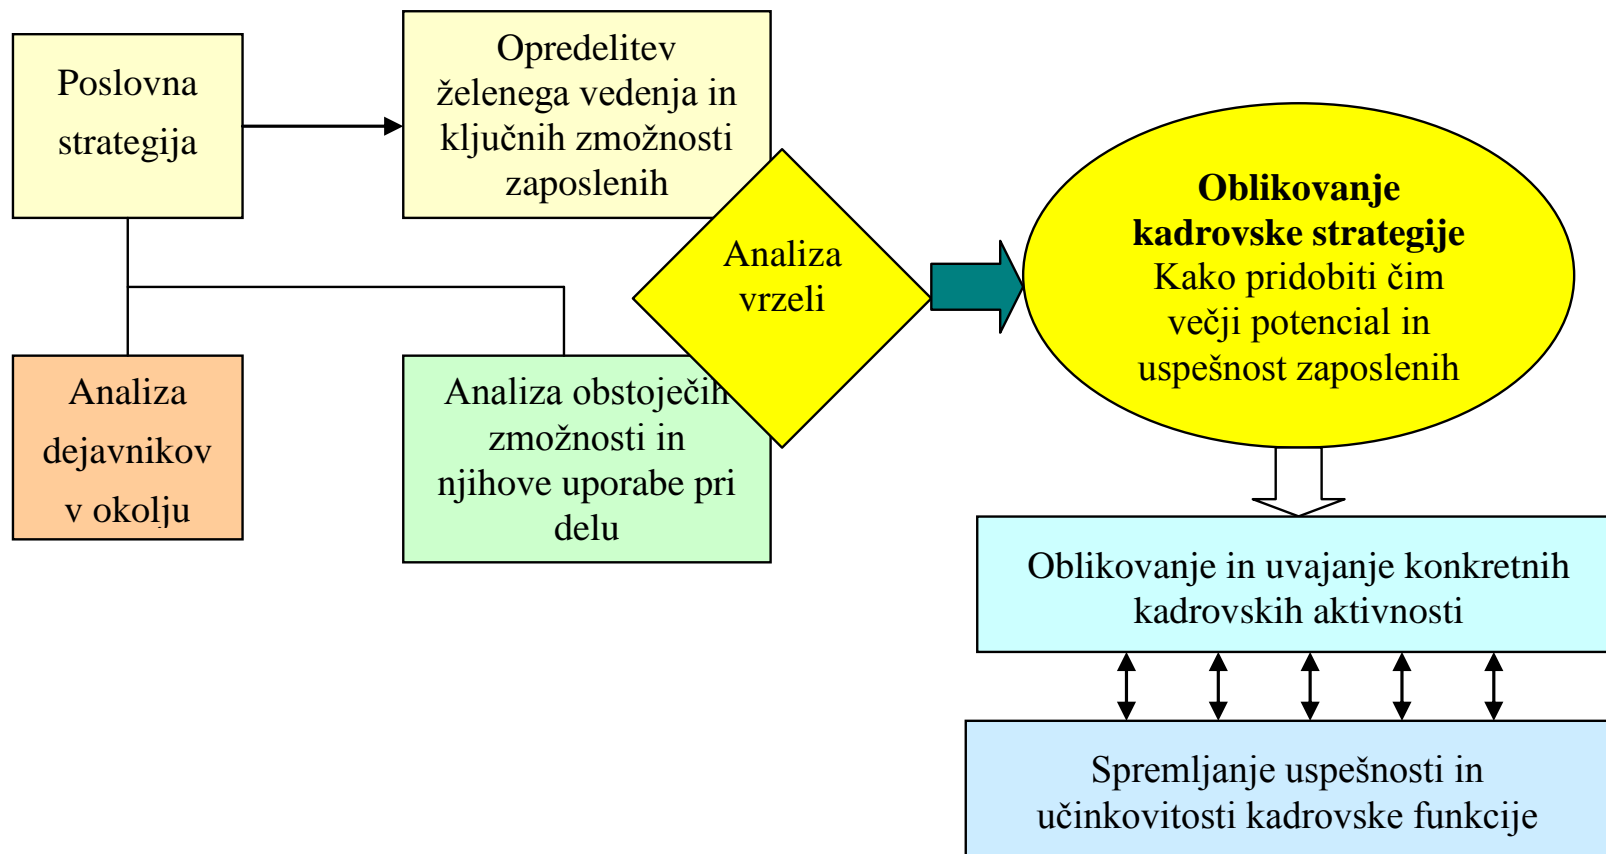 Poslovna
strategija
Opredelitev
želenega vedenja in
ključnih zmožnosti
zaposlenih
Analiza
vrzeli
Oblikovanje
kadrovske strategije
Kako pridobiti čim
večji potencial in
uspešnost zaposlenih
Analiza
dejavnikov
v okolju
Analiza obstoječih
zmožnosti in
njihove uporabe pri
delu
Oblikovanje in uvajanje konkretnih
kadrovskih aktivnosti
Spremljanje uspešnosti in
učinkovitosti kadrovske funkcije